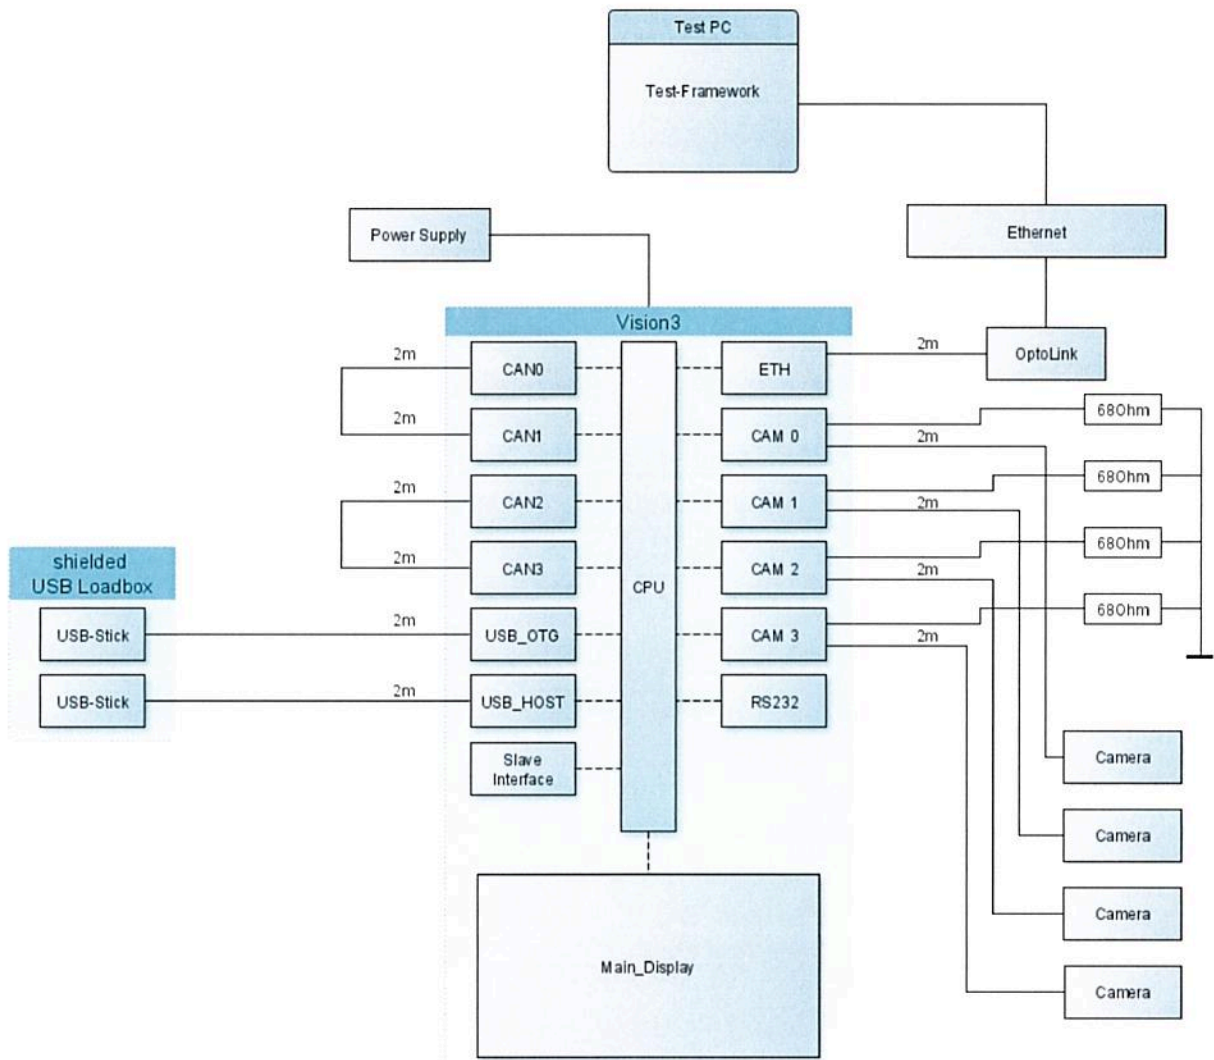 Test PC
Test-Framework
Power Supply
Ethernet
Vision3
2m
CAN0
ETH
2m
OptoLink
2m
CAN1
CAM 0
68Ohm
2m
2m
CAN2
CAM 1
68Ohm
2m
shielded
USB Loadbox
2m
CAN3
CPU
CAM 2
68Ohm
2m
USB-Stick
2m
USB_OTG
CAM 3
68Ohm
2m
USB-Stick
2m
USB_HOST
RS232
Slave
Interface
Camera
Camera
Camera
Camera
Main_Display